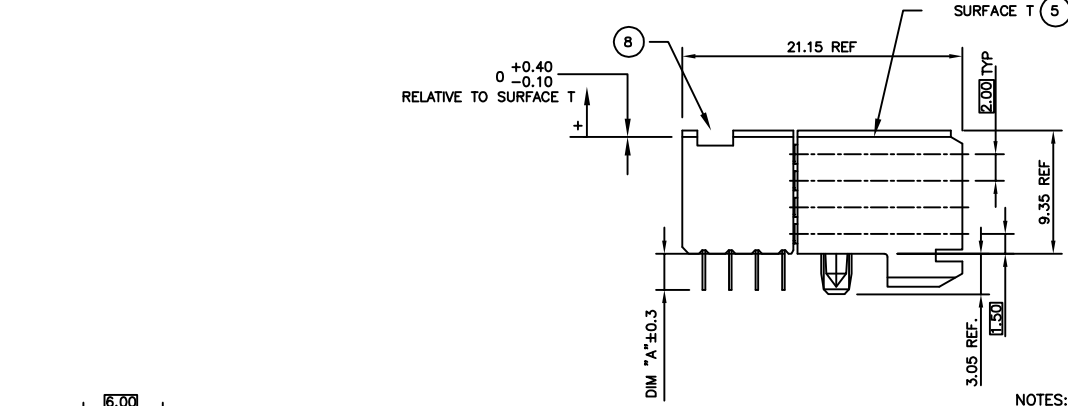 SURFACE T 5
8
21.15 REF
0 +0.40
-0.10
RELATIVE TO SURFACE T
+
2.00 TYP
9.35 REF
DIM "A"±0.3
3.05 REF.
1.50
6.00
NOTES: